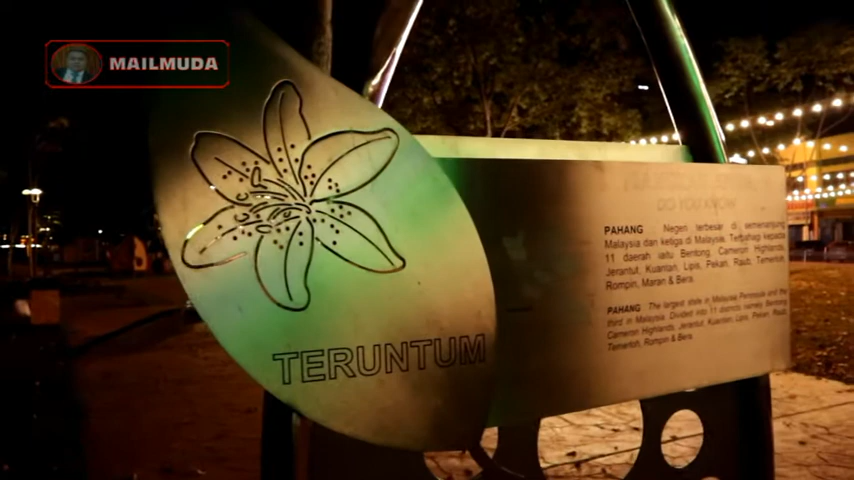 MAILMUDA
TERUNTUM
DO YOU KNOW
PAHANG Negeri terbesar di semenanjung
Malaysia dan ketiga di Malaysia. Terbahagi kepada
11 daerah iaitu Bentong, Cameron Highlands,
Jerantut, Kuantan, Lipis, Pekan, Raub, Temerloh,
Rompin, Maran & Bera.
PAHANG The largest state in Malaysia Peninsula and the
third in Malaysia. Divided into 11 districts namely Bentong,
Cameron Highlands, Jerantut, Kuantan, Lipis, Pekan, Raub,
Temerloh, Rompin & Bera.